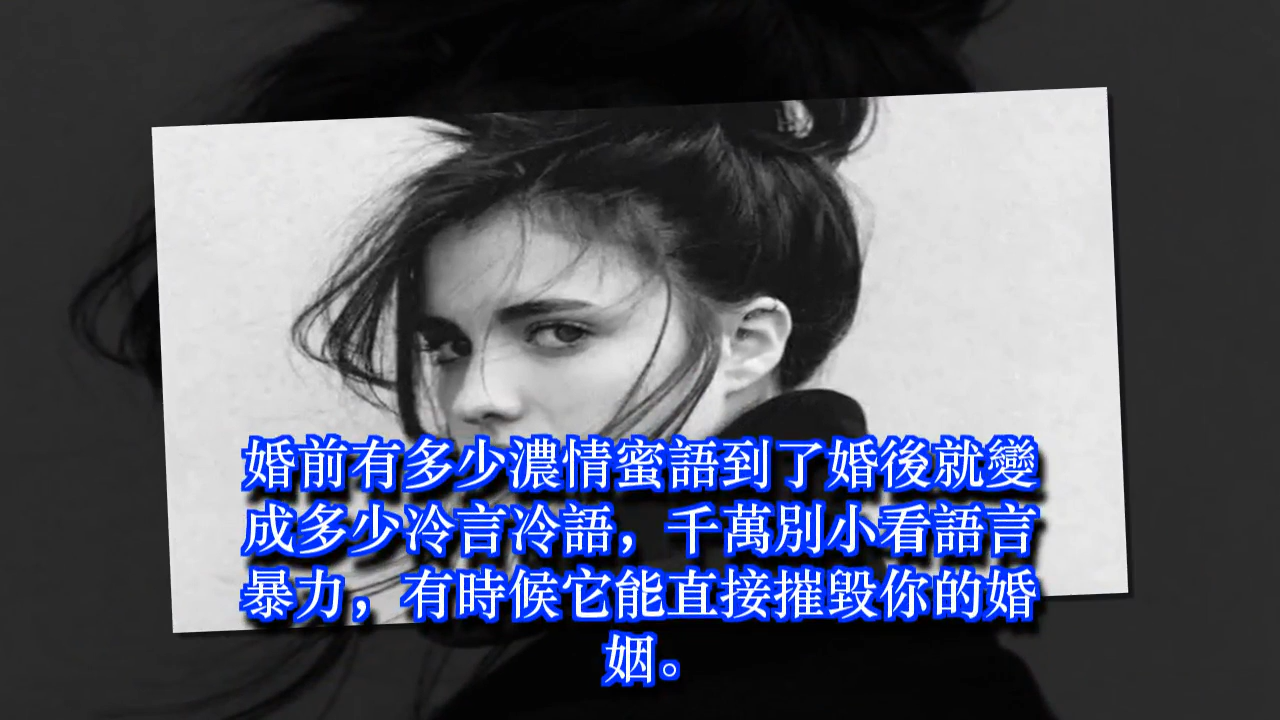 婚前有多少濃情蜜語到了婚後就變
成多少冷言冷語，千萬別小看語言
暴力，有時候它能直接摧毀你的婚
姻。